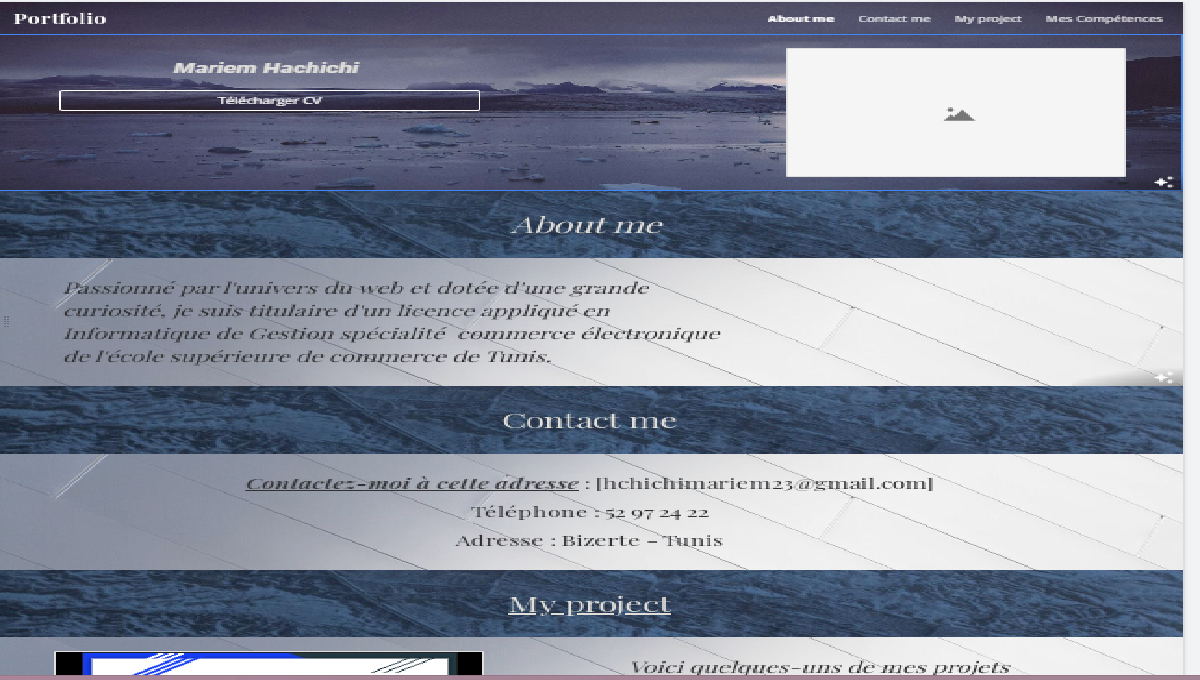 Portfolio
About me Contact me My project Mes Compétences
Mariem Hachichi
Télécharger CV
About me
Passionné par l'univers du web et dotée d'une grande
curiosité, je suis titulaire d'un licence appliqué en
Informatique de Gestion spécialité commerce électronique
de l'école supérieure de commerce de Tunis.
Contact me
Contactez-moi à cette adresse : [hchichimariem23@gmail.com]
Téléphone : 52 97 24 22
Adresse : Bizerte – Tunis
My project
Voici quelques-uns de mes projets